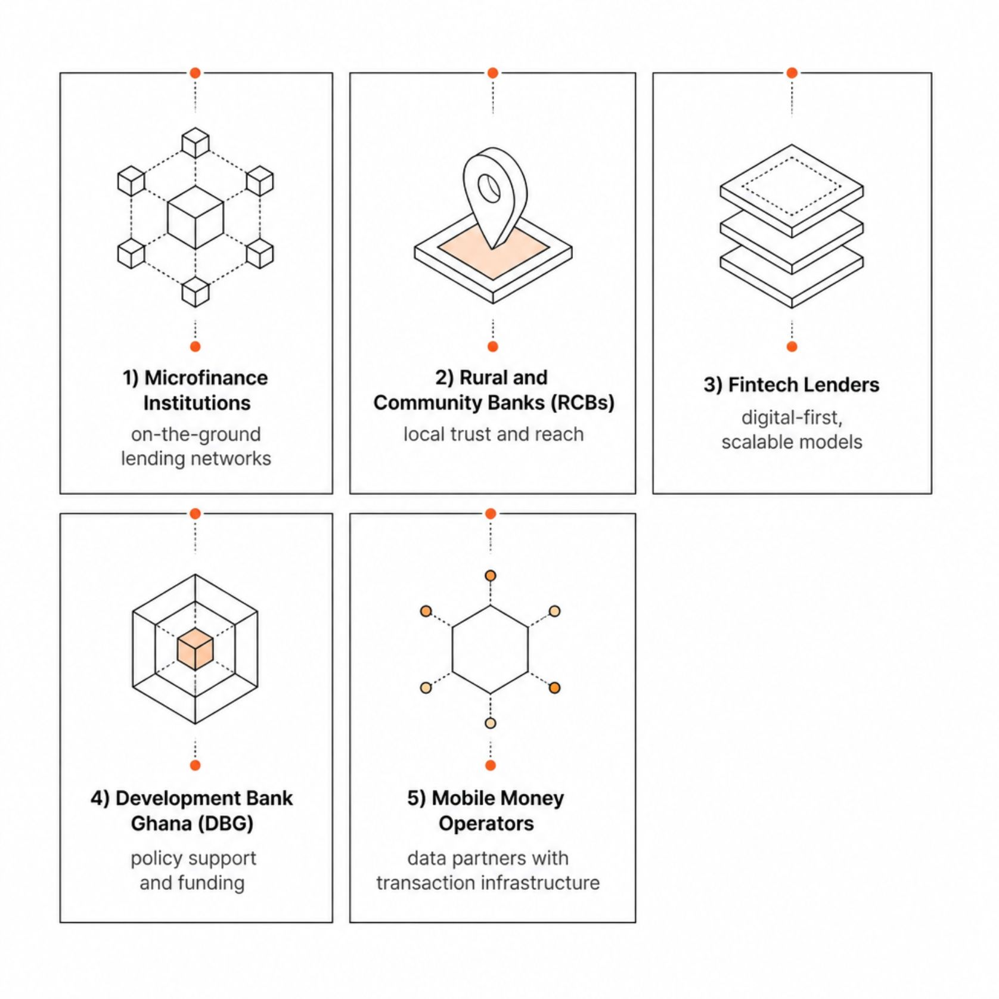 1) Microfinance
Institutions
on-the-ground
lending networks
2) Rural and
Community Banks (RCBs)
local trust and reach
3) Fintech Lenders
digital-first,
scalable models
4) Development Bank
Ghana (DBG)
policy support
and funding
5) Mobile Money
Operators
data partners with
transaction infrastructure